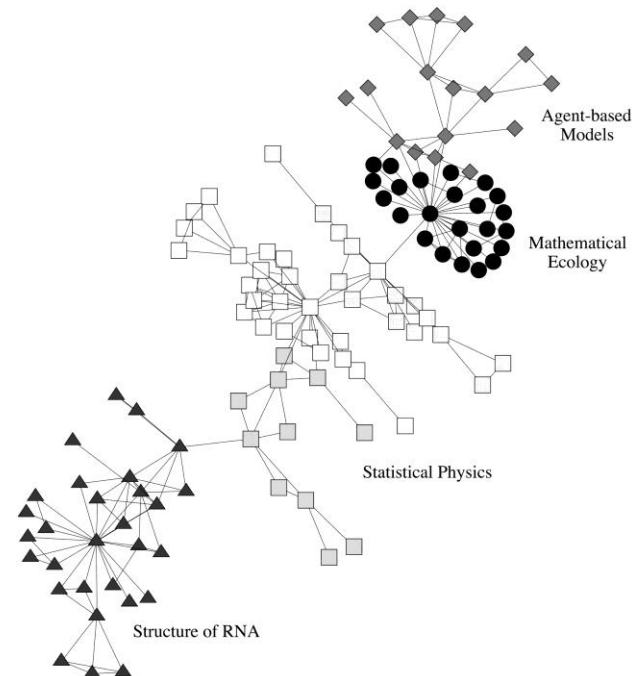 Agent-based
Models
Mathematical
Ecology
Statistical Physics
Structure of RNA